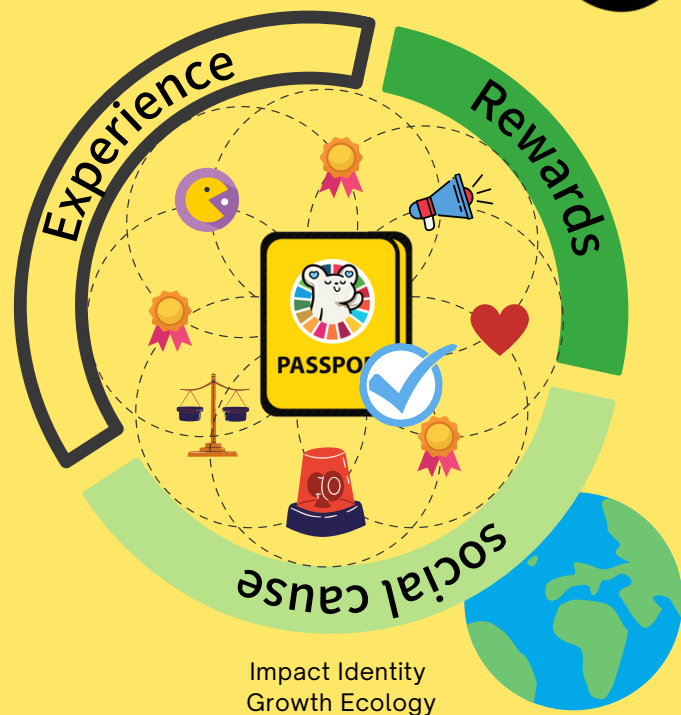 Experience
Rewards
PASSPO
social cause
Impact Identity
Growth Ecology